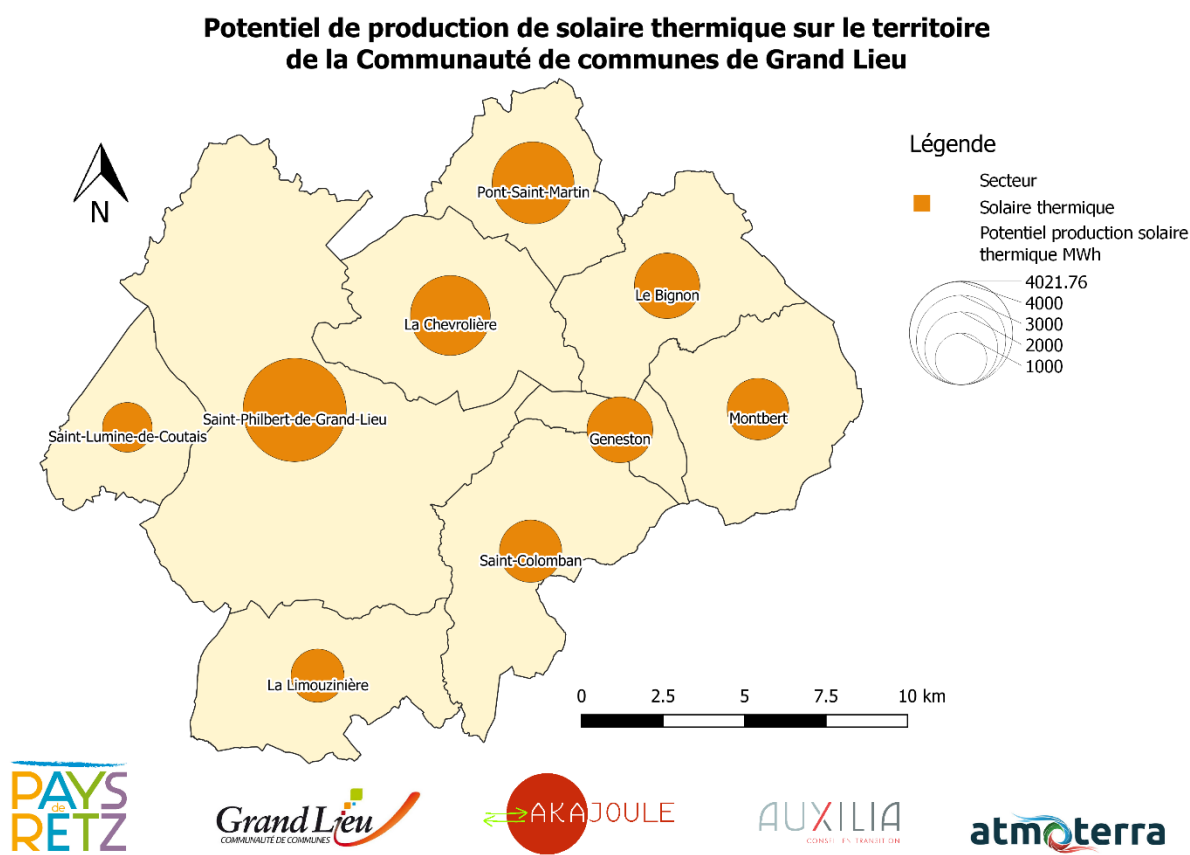 Potentiel de production de solaire thermique sur le territoire
de la Communauté de communes de Grand Lieu
N
Légende
Secteur
Solaire thermique
Potentiel production solaire
thermique MWh
4021.76
4000
3000
2000
1000
Pont-Saint-Martin
Le Bignon
La Chevrolière
Saint-Philbert-de-Grand-Lieu
Saint-Lumine-de-Coutais
Geneston
Montbert
Saint-Colomban
La Limouzinière
0 2.5 5 7.5 10 km
PAYS
de
RETZ
Grand Lieu
COMMUNAUTÉ DE COMMUNES
AKAJOULE
AUXILIA
CONSEIL EN TRANSITION
atmoterra